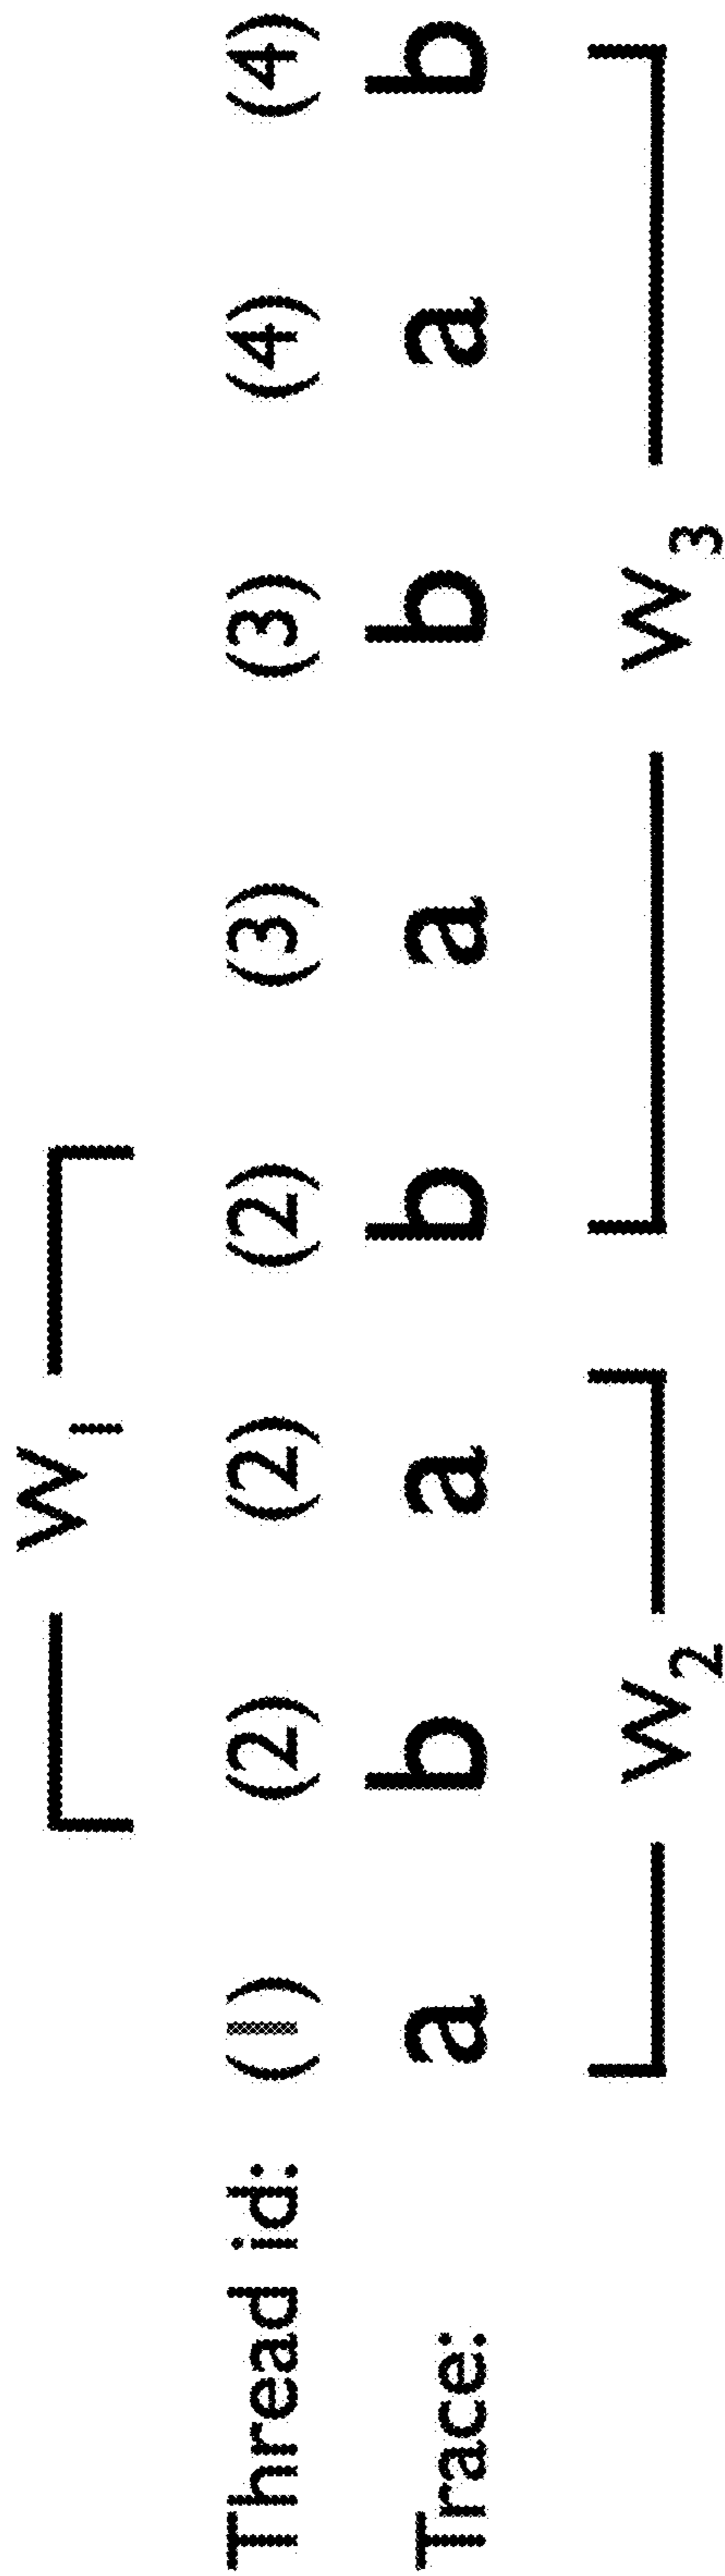 W1
Thread id: (1) (2) (2) (2) (3) (3) (4) (4)
Trace: a b a b a b a b
W2 W3